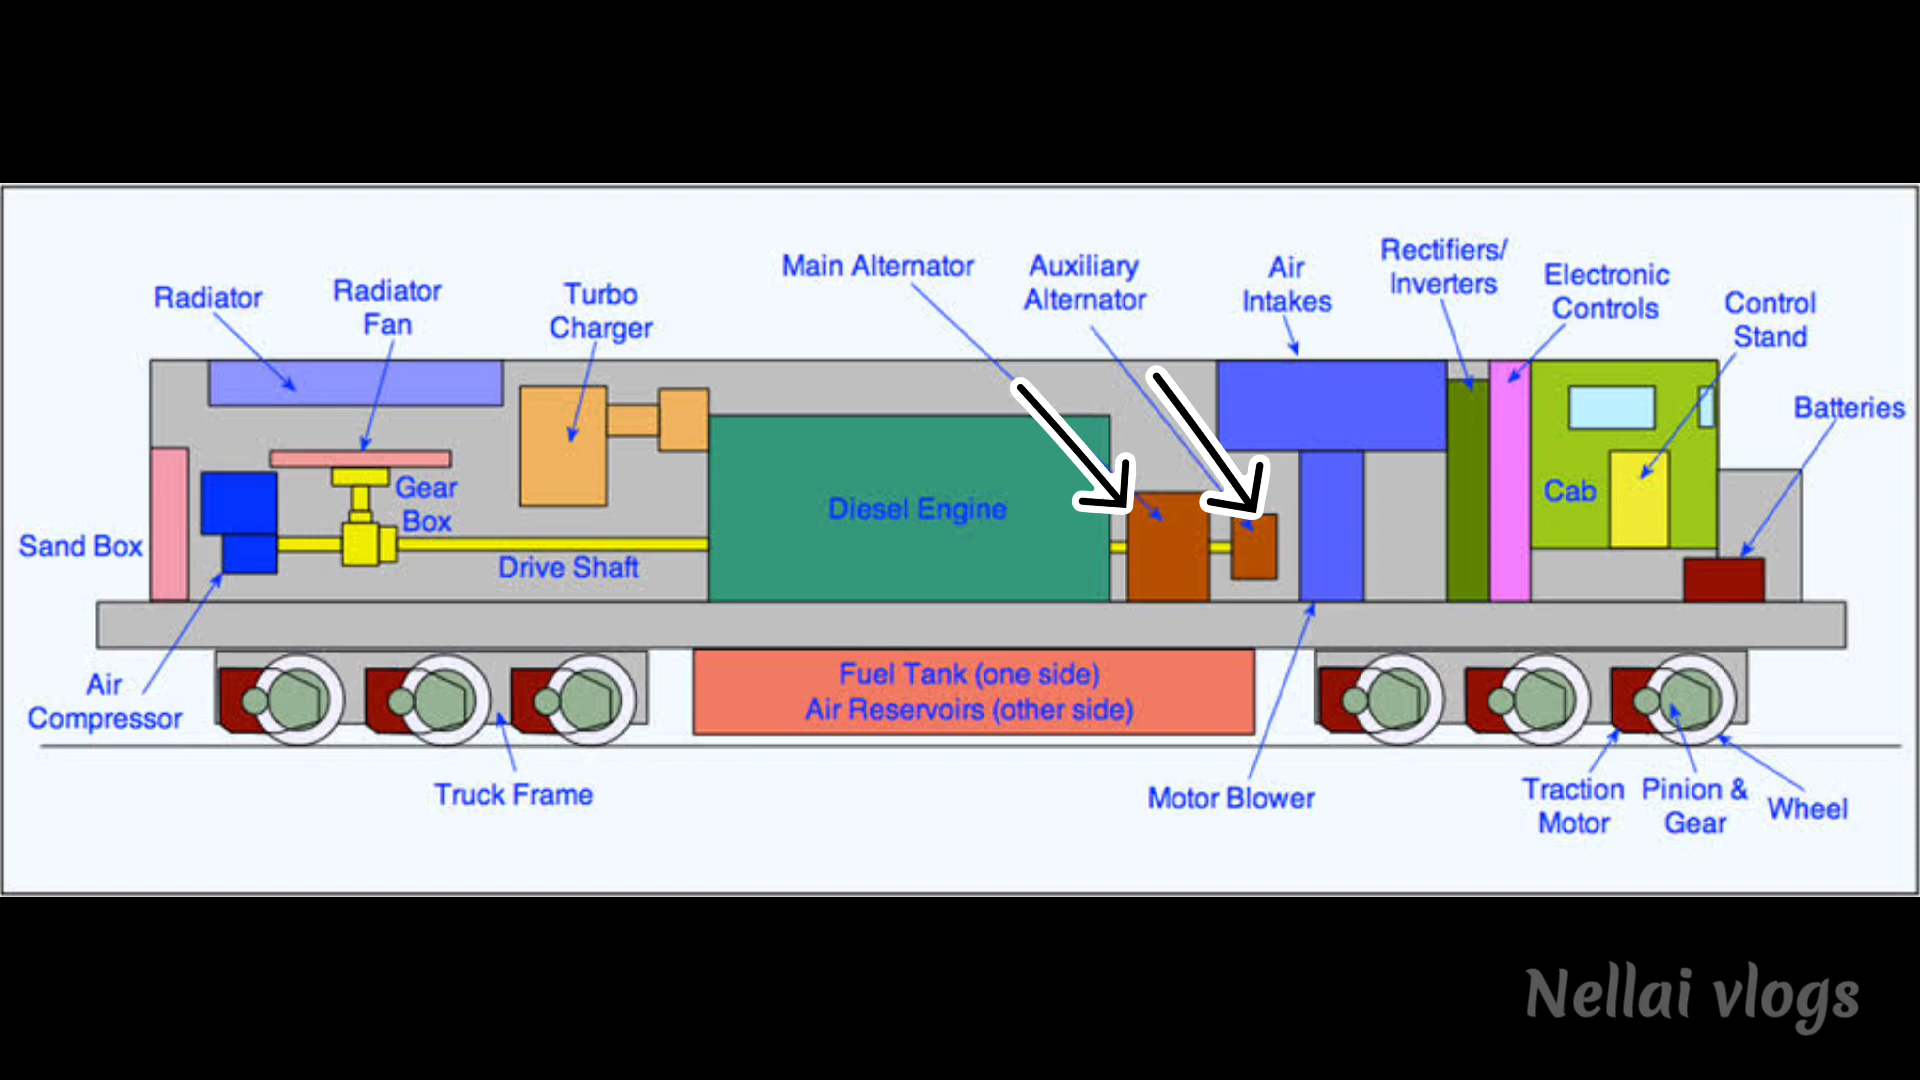 Radiator
Radiator
Fan
Turbo
Charger
Main Alternator
Auxiliary
Alternator
Air
Intakes
Rectifiers/
Inverters
Electronic
Controls
Control
Stand
Batteries
Sand Box
Gear
Box
Drive Shaft
Diesel Engine
Cab
Air
Compressor
Fuel Tank (one side)
Air Reservoirs (other side)
Truck Frame
Motor Blower
Traction
Motor
Pinion &
Gear
Wheel
Nellai vlogs